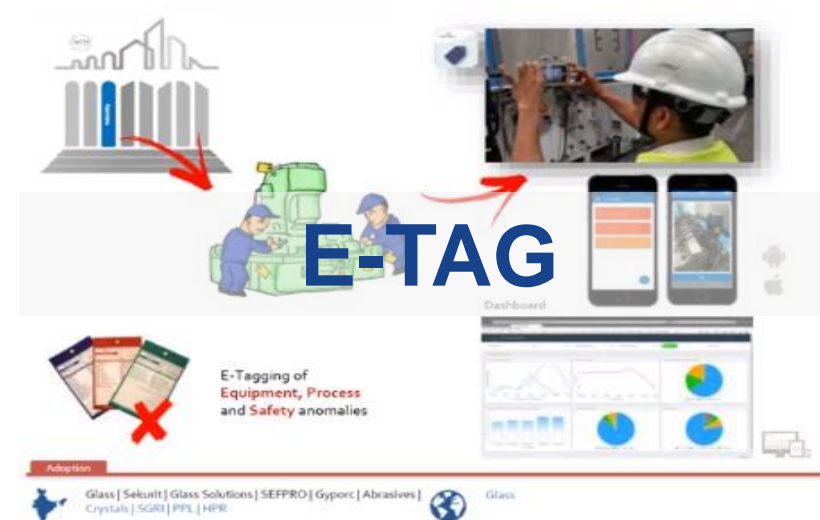 E-TAG
Dashboard
E-Tagging of
Equipment, Process
and Safety anomalies
Adoption
Glass | Sekurit | Glass Solutions | SEFPRO | Gyporc | Abrasives |
Crystals | SGRI | PPL | HPR
Glass